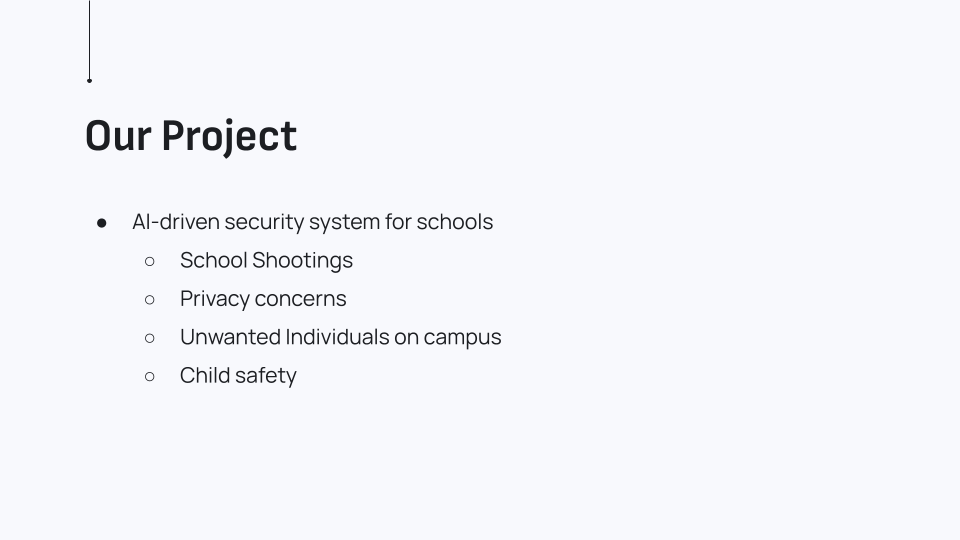 Our Project
● AI-driven security system for schools
○ School Shootings
○ Privacy concerns
○ Unwanted Individuals on campus
○ Child safety